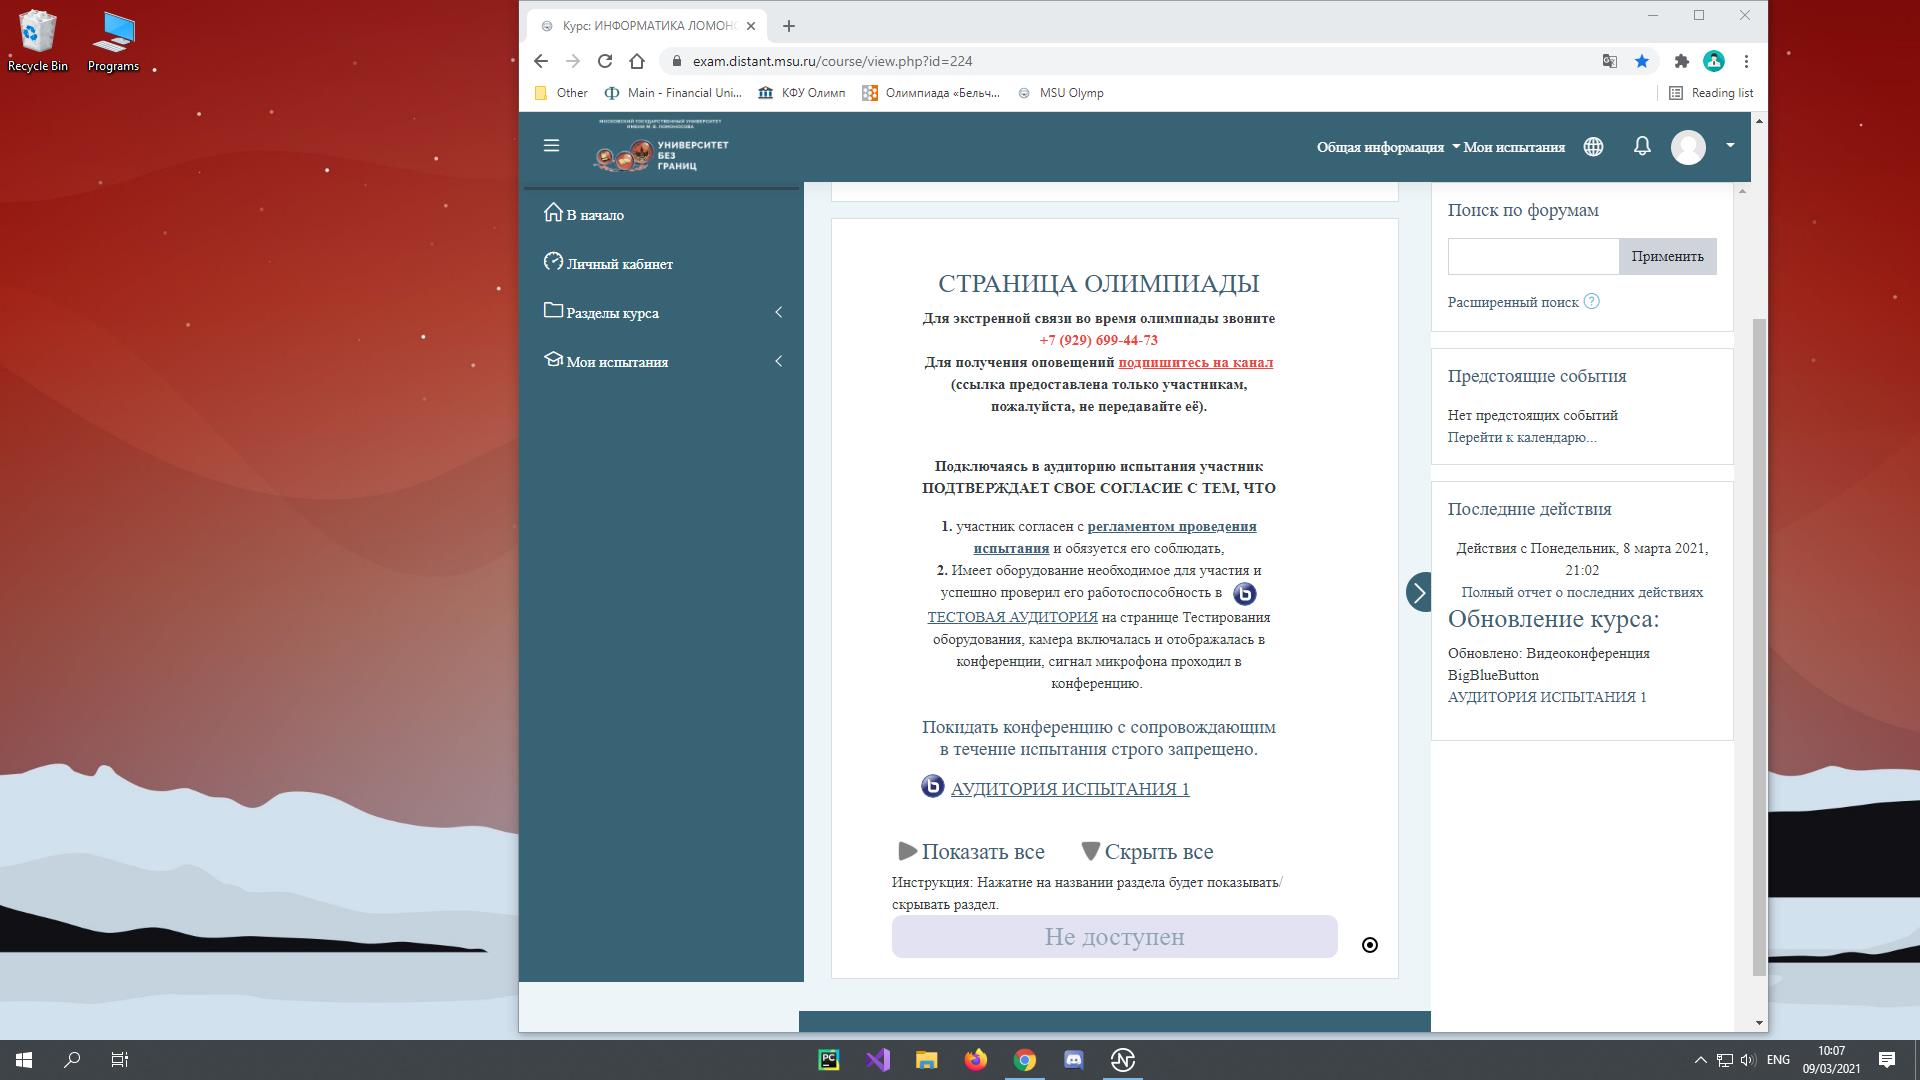 Recycle Bin
Programs
Курс: ИНФОРМАТИКА ЛОМОНО
exam.distant.msu.ru/course/view.php?id=224
Other
Main - Financial Uni...
КФУ Олимп
Олимпиада «Бельч...
MSU Olymp
Reading list
МОСКОВСКИЙ ГОСУДАРСТВЕННЫЙ УНИВЕРСИТЕТ
ИМЕНИ М. В. ЛОМОНОСОВА
УНИВЕРСИТЕТ
БЕЗ
ГРАНИЦ
Общая информация
Мои испытания
В начало
Личный кабинет
Разделы курса
Мои испытания
СТРАНИЦА ОЛИМПИАДЫ
Для экстренной связи во время олимпиады звоните
+7 (929) 699-44-73
Для получения оповещений подпишитесь на канал
(ссылка предоставлена только участникам,
пожалуйста, не передавайте её).
Подключаясь в аудиторию испытания участник
ПОДТВЕРЖДАЕТ СВОЕ СОГЛАСИЕ С ТЕМ, ЧТО
1. участник согласен с регламентом проведения
испытания и обязуется его соблюдать,
2. Имеет оборудование необходимое для участия и
успешно проверил его работоспособность в
ТЕСТОВАЯ АУДИТОРИЯ на странице Тестирования
оборудования, камера включалась и отображалась в
конференции, сигнал микрофона проходил в
конференцию.
Покидать конференцию с сопровождающим
в течение испытания строго запрещено.
АУДИТОРИЯ ИСПЫТАНИЯ 1
Показать все
Скрыть все
Инструкция: Нажатие на названии раздела будет показывать/
скрывать раздел.
Не доступен
Поиск по форумам
Применить
Расширенный поиск
Предстоящие события
Нет предстоящих событий
Перейти к календарю...
Последние действия
Действия с Понедельник, 8 марта 2021,
21:02
Полный отчет о последних действиях
Обновление курса:
Обновлено: Видеоконференция
BigBlueButton
АУДИТОРИЯ ИСПЫТАНИЯ 1
PC
ENG
10:07
09/03/2021